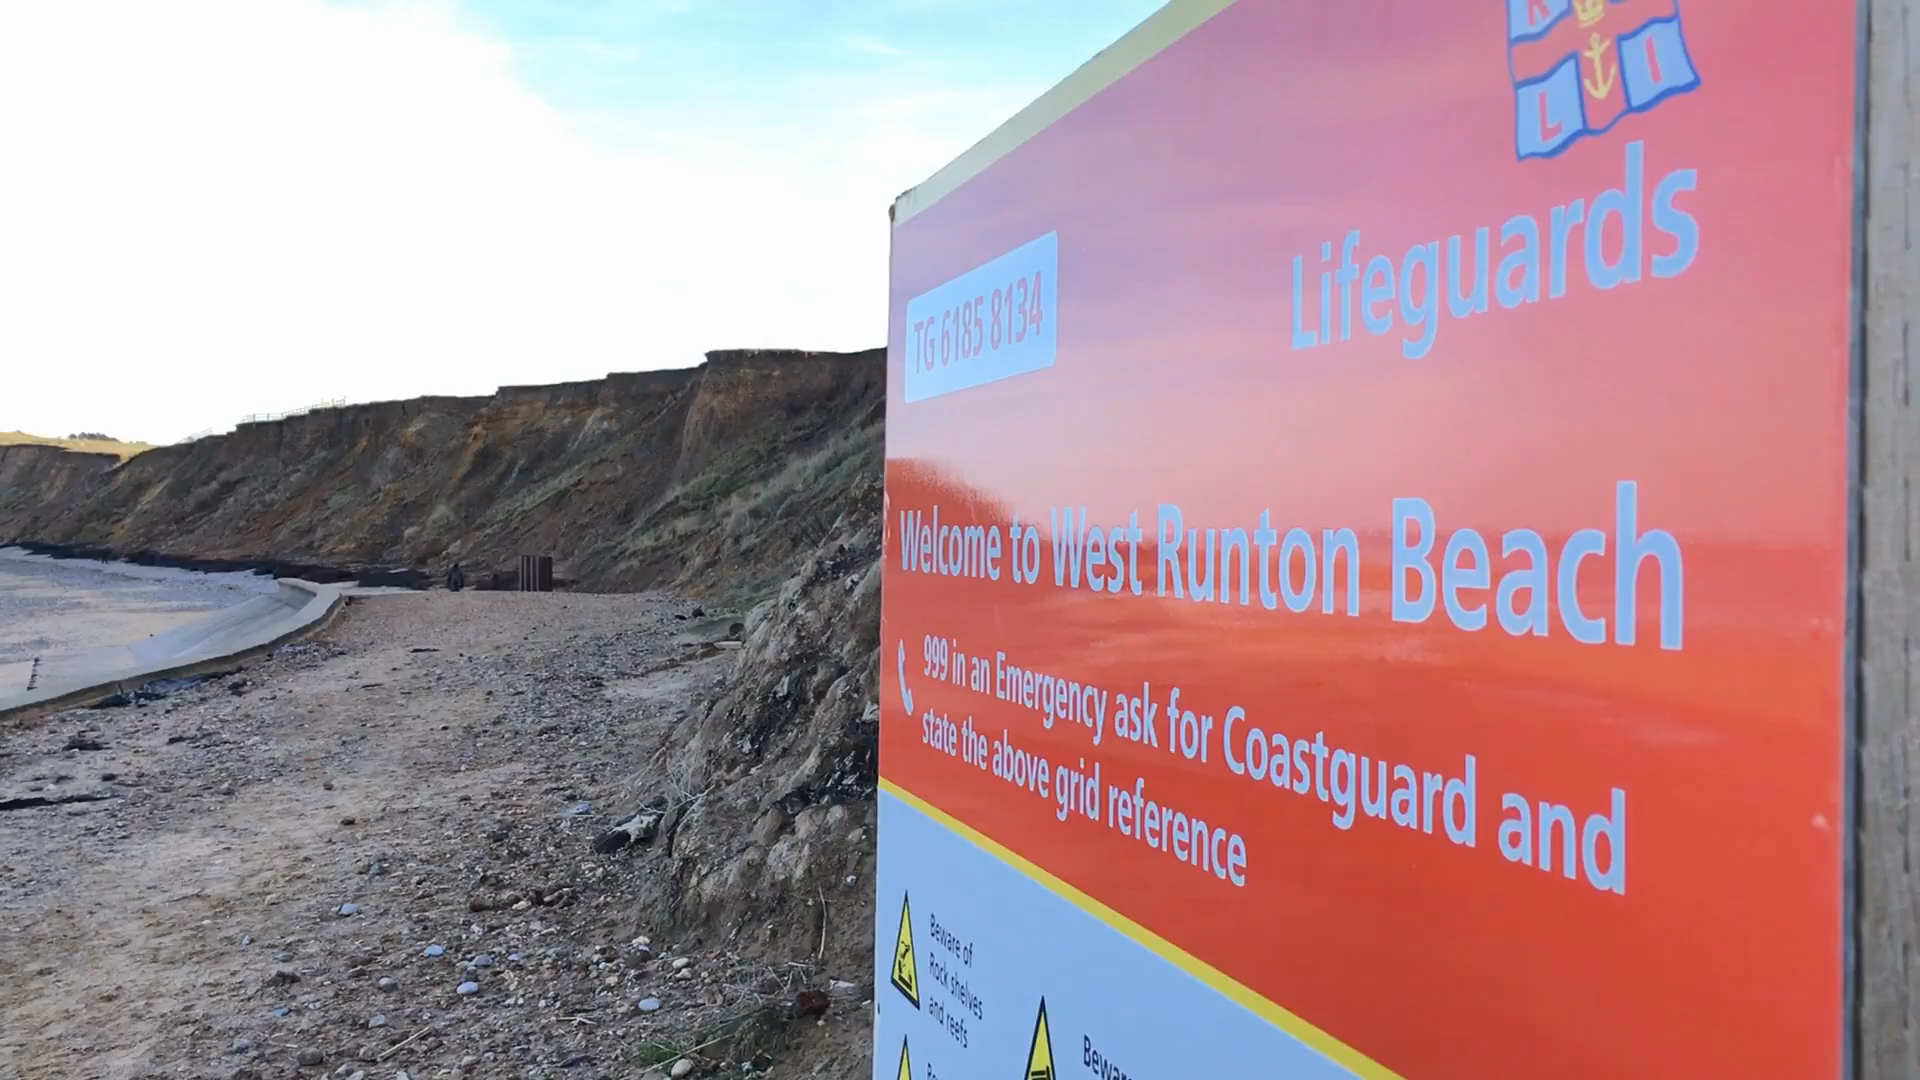 R
L I
Lifeguards
TG 6185 8134
Welcome to West Runton Beach
999 in an Emergency ask for Coastguard and
state the above grid reference
Beware of
Rock shelves
and reefs